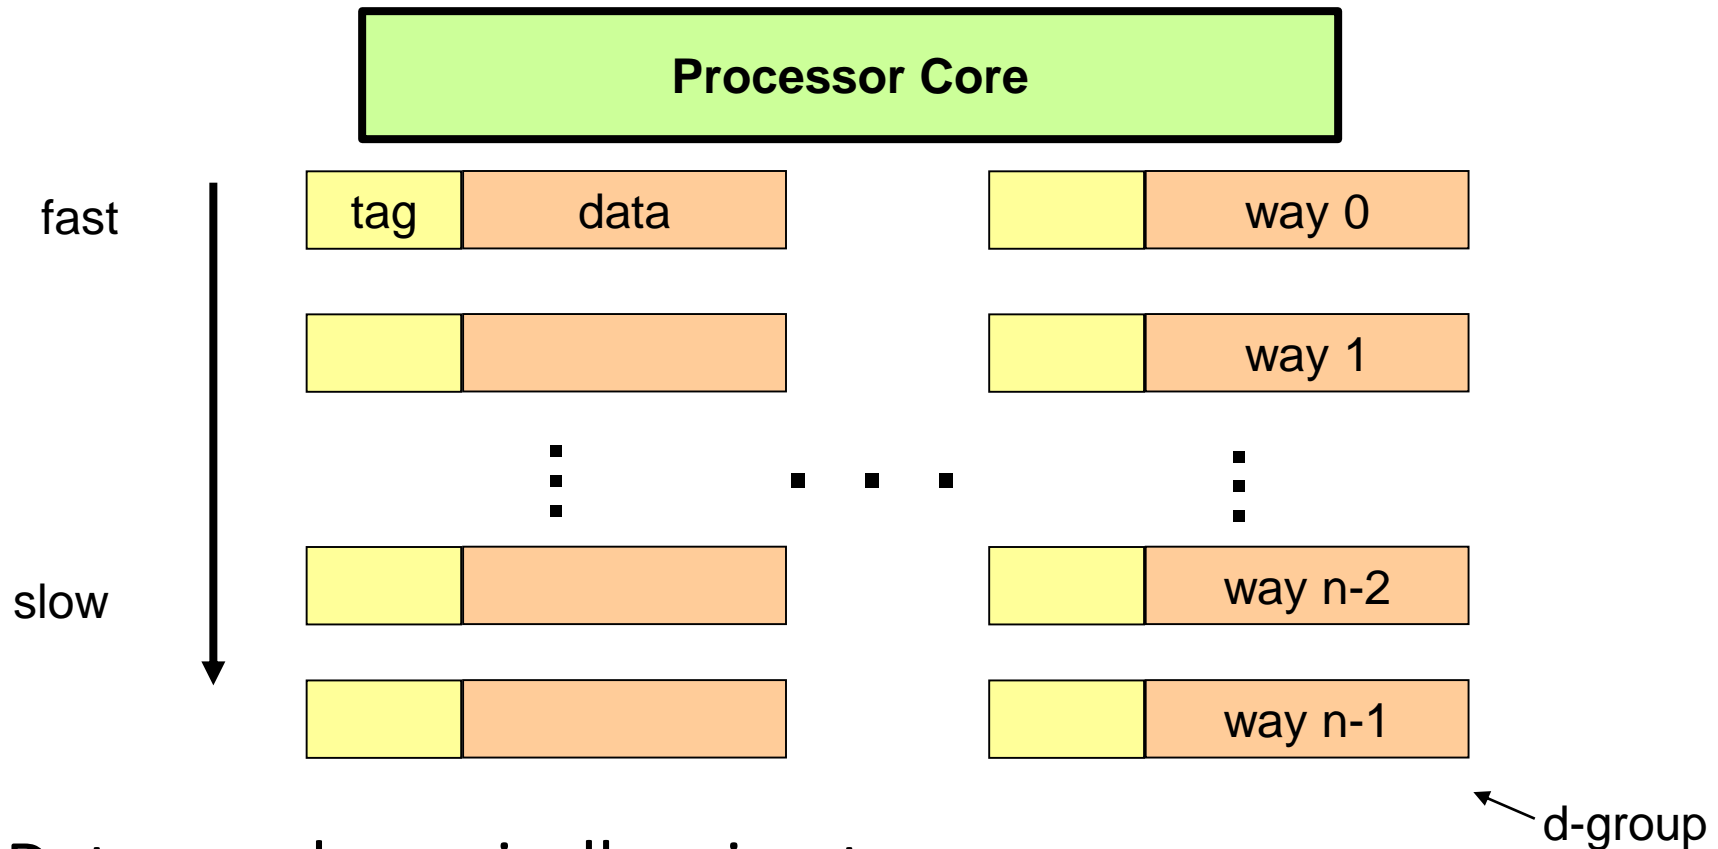 Processor Core
fast
tag data way 0
way 1
slow
way n-2
way n-1
d-group